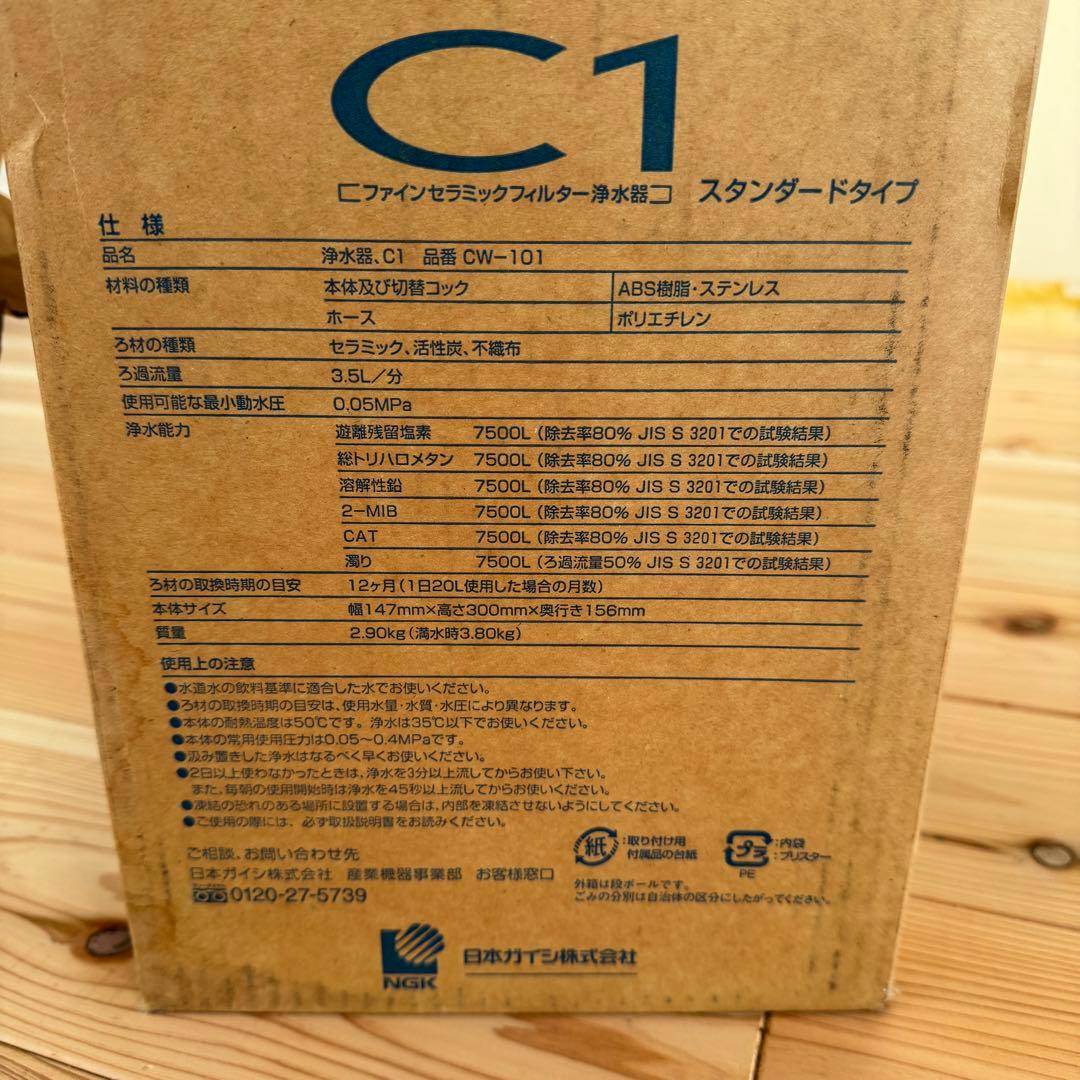 C1
ファインセラミックフィルター浄水器 スタンダードタイプ
仕様
品名 浄水器、C1 品番 CW-101
材料の種類 本体及び切替コック ABS樹脂・ステンレス
ホース ポリエチレン
ろ材の種類 セラミック、活性炭、不織布
ろ過流量 3.5L/分
使用可能な最小動水圧 0.05MPa
浄水能力 遊離残留塩素 7500L(除去率80% JIS S 3201での試験結果)
総トリハロメタン 7500L(除去率80% JIS S 3201での試験結果)
溶解性鉛 7500L(除去率80% JIS S 3201での試験結果)
2-MIB 7500L(除去率80% JIS S 3201での試験結果)
CAT 7500L(除去率80% JIS S 3201での試験結果)
濁り 7500L(ろ過流量50% JIS S 3201での試験結果)
ろ材の取換時期の目安 12ヶ月(1日20L使用した場合の月数)
本体サイズ 幅147mm×高さ300mm×奥行き156mm
質量 2.90kg(満水時3.80kg)
使用上の注意
●水道水の飲料基準に適合した水でお使いください。
●ろ材の取換時期の目安は、使用水量・水質・水圧により異なります。
●本体の耐熱温度は50℃です。浄水は35℃以下でお使いください。
●本体の常用使用圧力は0.05〜0.4MPaです。
●汲み置きした浄水はなるべく早くお使いください。
●2日以上使わなかったときは、浄水を3分以上流してからお使い下さい。
また、毎朝の使用開始時は浄水を45秒以上流してからお使いください。
●凍結の恐れのある場所に設置する場合は、内部を凍結させないようにしてください。
●ご使用の際には、必ず取扱説明書をお読みください。
ご相談、お問い合わせ先
日本ガイシ株式会社 産業機器事業部 お客様窓口
0120-27-5739
紙:取り付け用
付属品の台紙
プラ:内袋
:ブリスター
PE
外箱は段ボールです。
ごみの分別は自治体の区分にしたがってください。
NGK 日本ガイシ株式会社